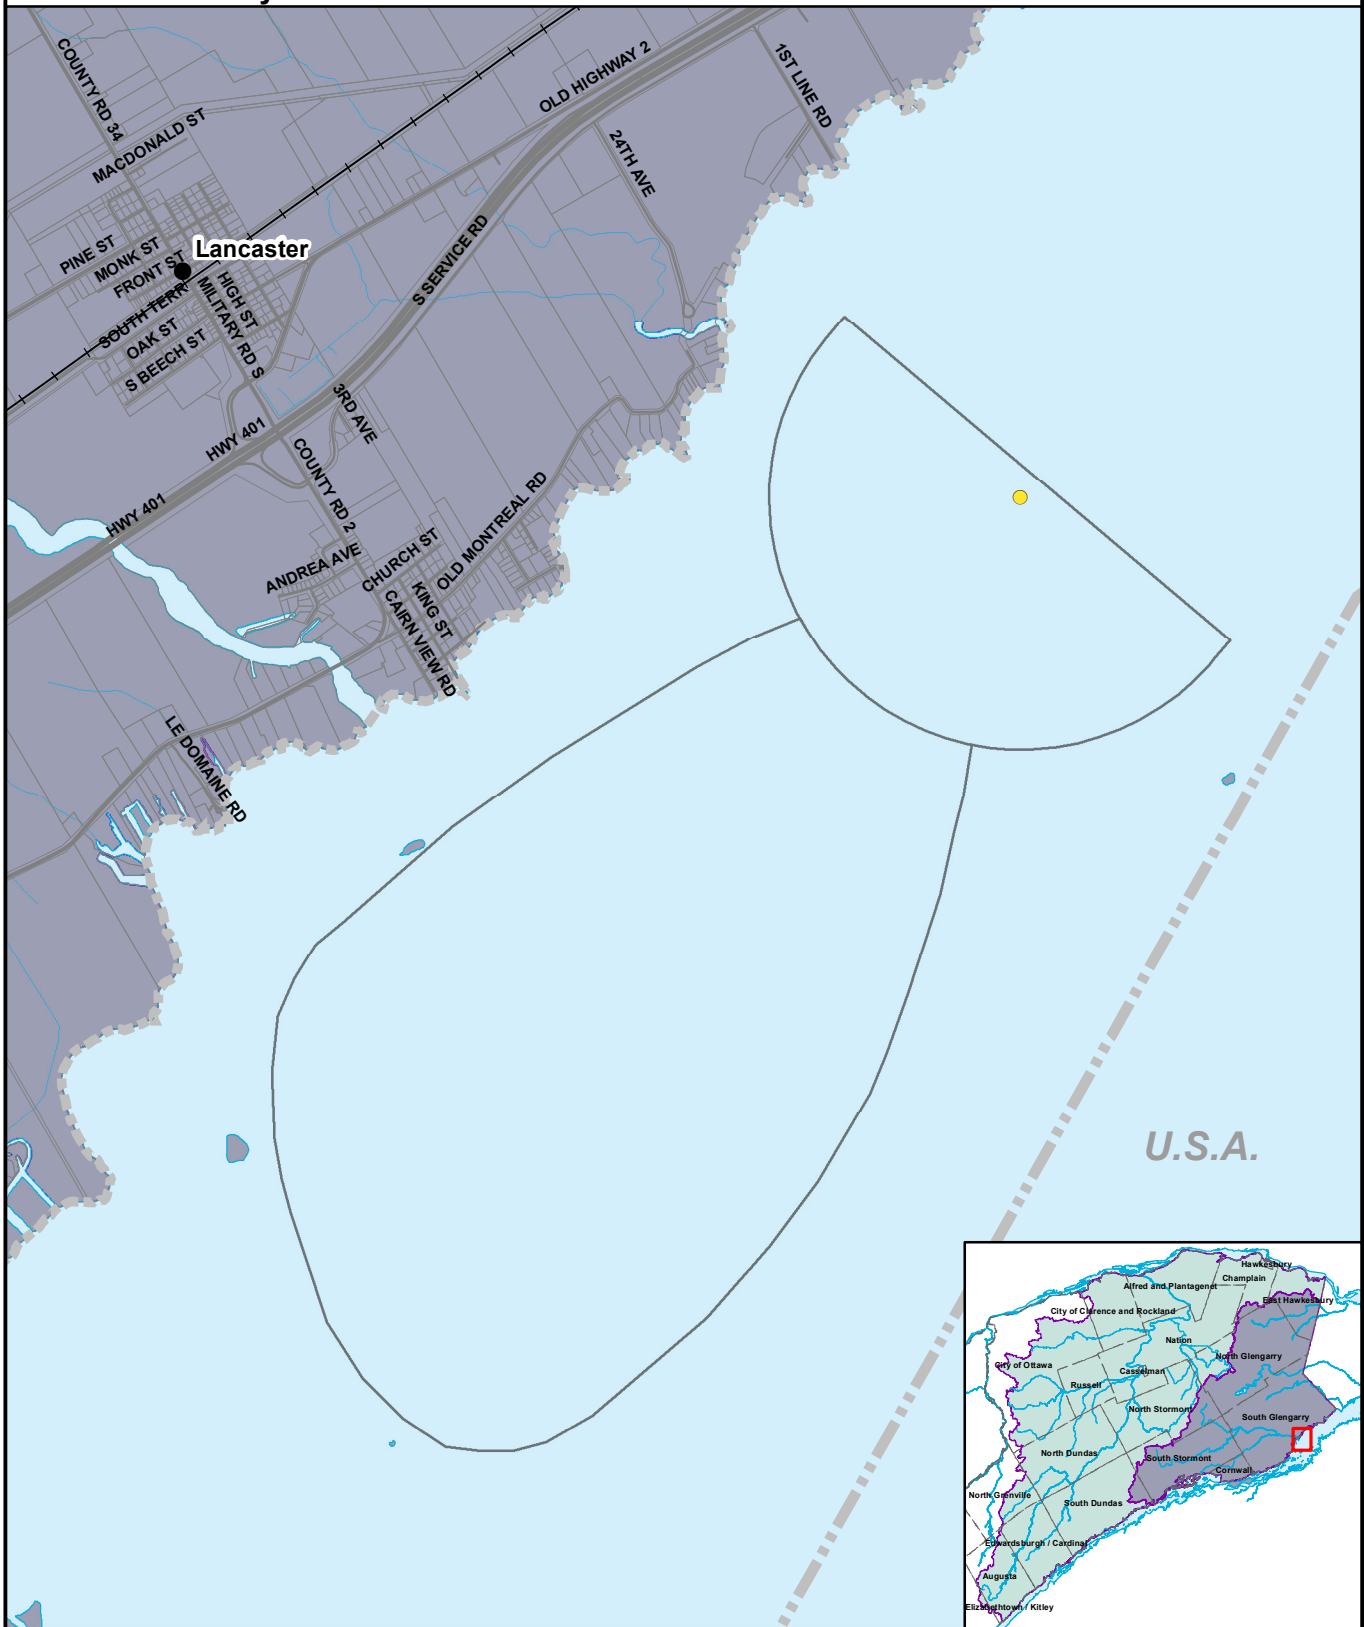 COUNTY RD 34
MACDONALD ST
OLD HIGHWAY 2
1ST LINE RD
24TH AVE
PINE ST
MONK ST
FRONT ST
Lancaster
SOUTH TERR
HIGH ST
MILITARY RD S
OAK ST
S BEECH ST
S SERVICE RD
HWY 401
3RD AVE
COUNTY RD 2
HWY 401
ANDREA AVE
CHURCH ST
OLD MONTREAL RD
KING ST
CAIRN VIEW RD
LE DOMAINE RD
U.S.A.
Hawkesbury
Champlain
Alfred and Plantagenet
East Hawkesbury
City of Clarence and Rockland
Nation
North Glengarry
City of Ottawa
Casselman
Russell
North Stormont
South Glengarry
North Dundas
South Stormont
Cornwall
North Grenville
South Dundas
Edwardsburgh / Cardinal
Augusta
Elizabethtown / Kitley